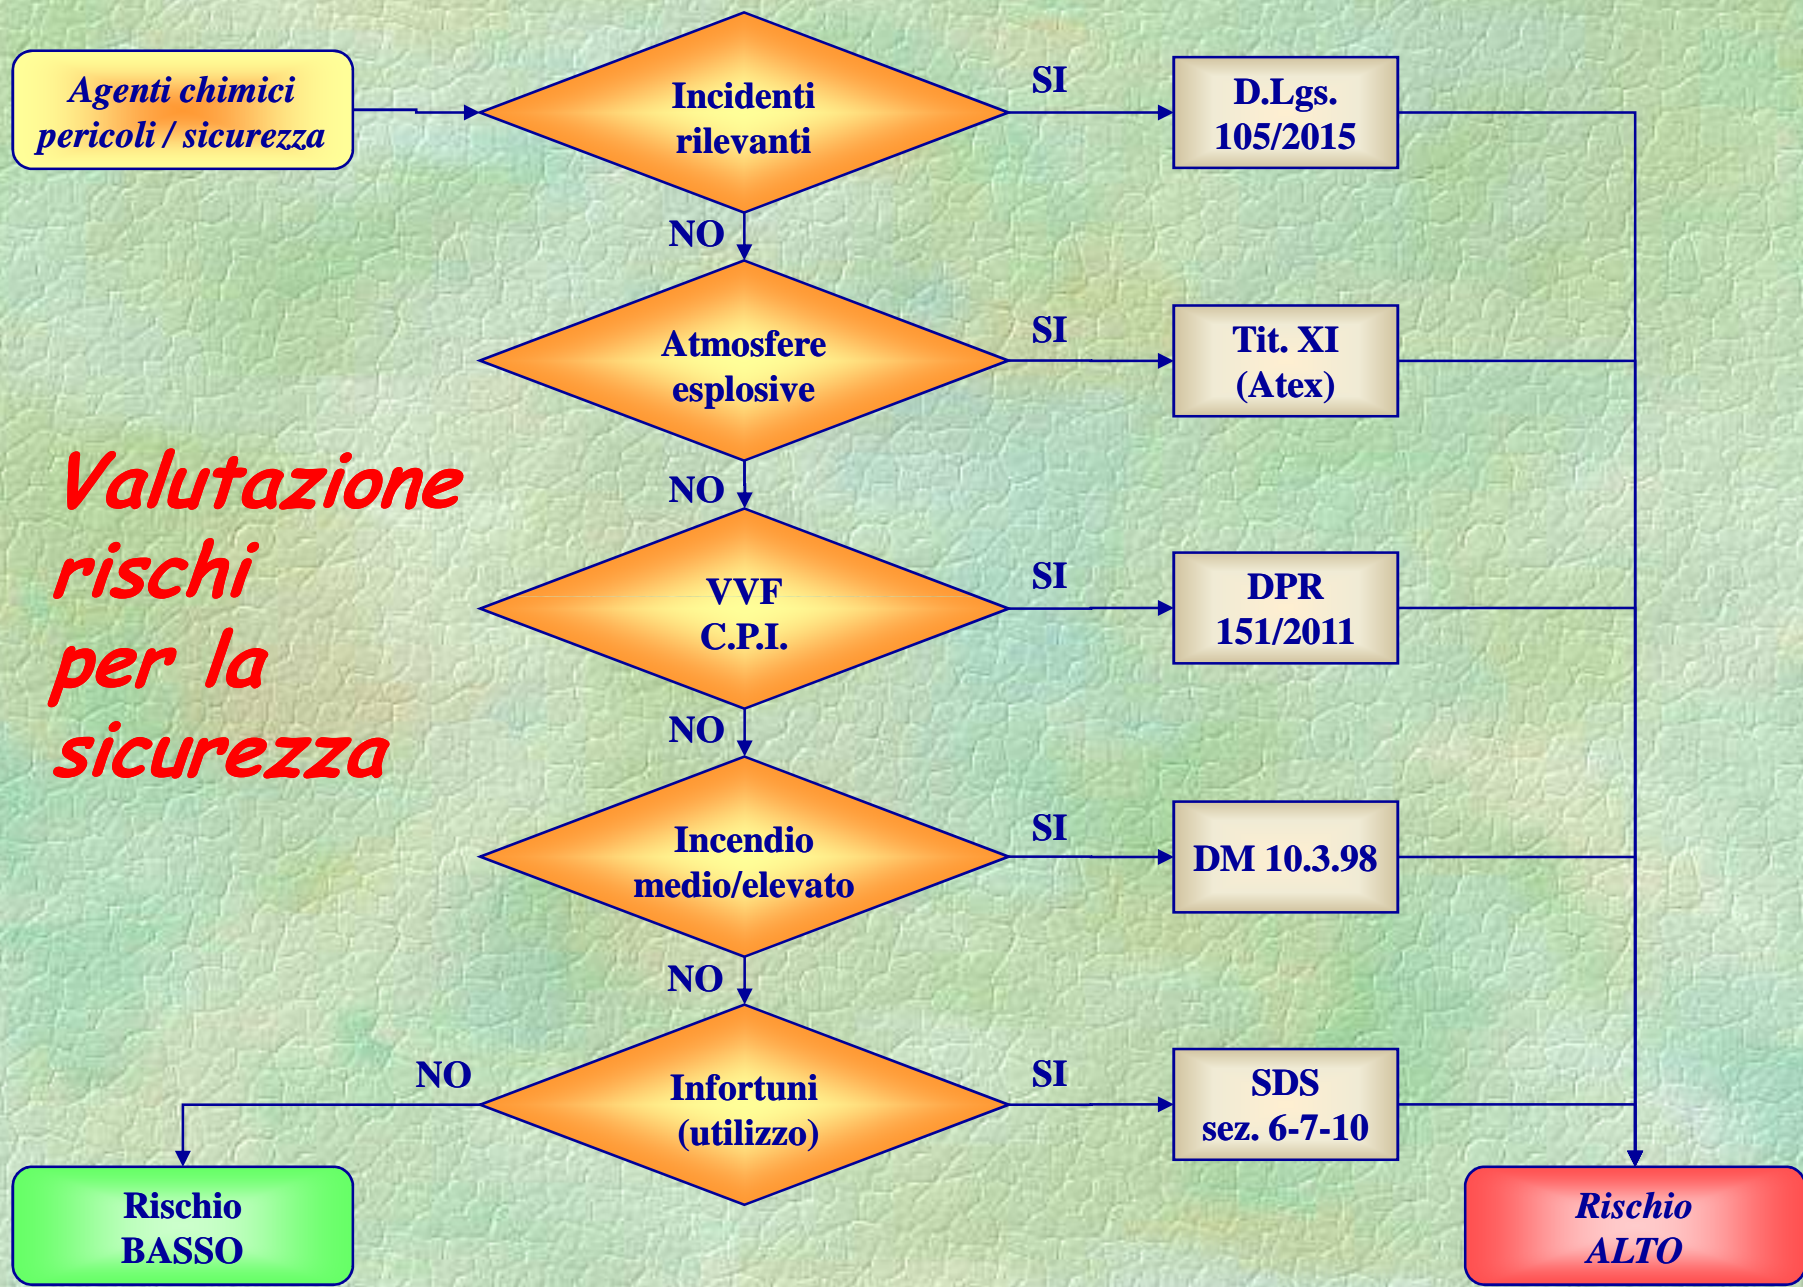 Agenti chimici
pericoli / sicurezza
Incidenti
rilevanti
SI
D.Lgs.
105/2015
NO
Atmosfere
esplosive
SI
Tit. XI
(Atex)
NO
Valutazione
rischi
per la
sicurezza
VVF
C.P.I.
SI
DPR
151/2011
NO
Incendio
medio/elevato
SI
DM 10.3.98
NO
Infortuni
(utilizzo)
SI
SDS
sez. 6-7-10
NO
Rischio
BASSO
Rischio
ALTO